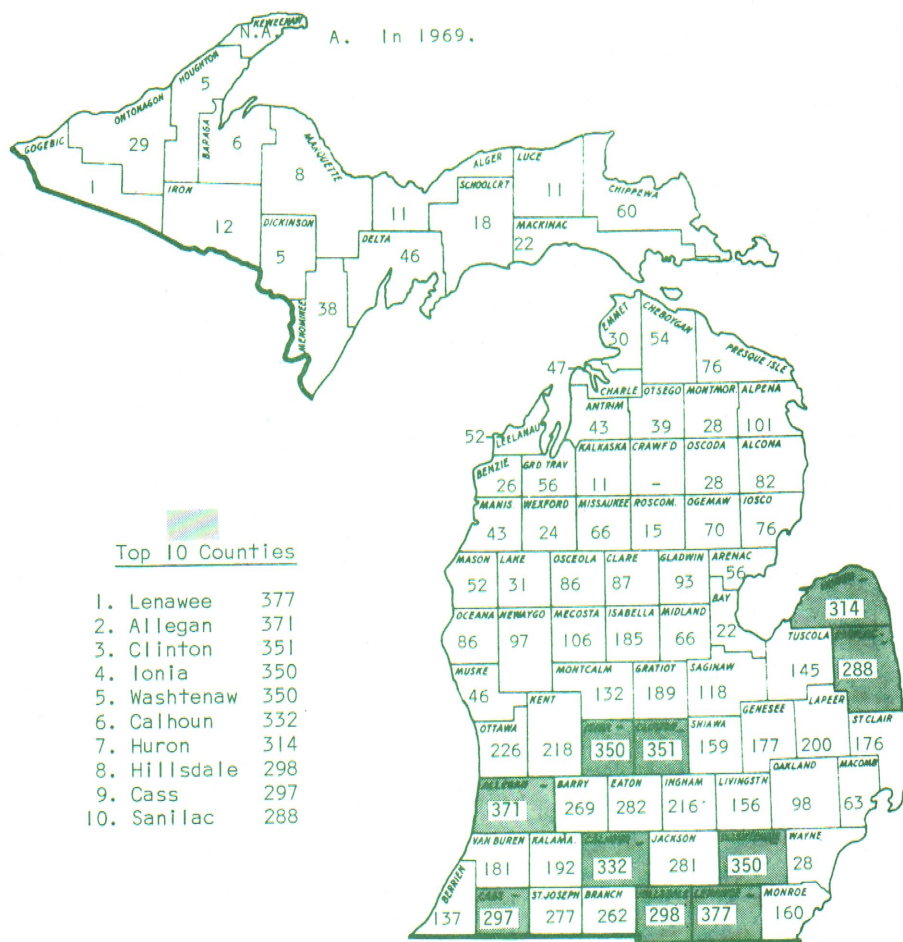 KEWEENAW
N.A. A. In 1969.
HOUGHTON
5
ONTONAGON
29
GOGEBIC
1
BARAGA
6
MARQUETTE
8
IRON
12
DICKINSON
5
MENOMINEE
38
DELTA
46
ALGER
11
SCHOOLCRT
18
LUCE
11
CHIPPEWA
60
MACKINAC
22
EMMET
30
CHEBOYGAN
54
PRESQUE ISLE
76
47
CHARLE OTSEGO MONTMOR. ALPENA
ANTRIM
43 39 28 101
52 LEELANAU
BENZIE GRD TRAV KALKASKA CRAWF'D OSCODA ALCONA
26 56 11 – 28 82
MANIS WEXFORD MISSAUKEE ROSCOM. OGEMAW IOSCO
43 24 66 15 70 76
MASON LAKE OSCEOLA CLARE GLADWIN ARENAC
52 31 86 87 93 56
OCEANA NEWAYGO MECOSTA ISABELLA MIDLAND BAY
86 97 106 185 66 22
314
TUSCOLA
145 288
MUSKE MONTCALM GRATIOT SAGINAW
46 132 189 118
KENT GENESEE LAPEER
OTTAWA SHIAWA ST CLAIR
226 218 350 351 159 177 200 176
ALLEGAN BARRY EATON INGHAM LIVINGSTN OAKLAND MACOMB
371 269 282 216 156 98 63
VAN BUREN KALAMA. JACKSON WAYNE
181 192 332 281 350 28
BERRIEN CASS ST.JOSEPH BRANCH MONROE
137 297 277 262 298 377 160
Top 10 Counties
1. Lenawee 377
2. Allegan 371
3. Clinton 351
4. Ionia 350
5. Washtenaw 350
6. Calhoun 332
7. Huron 314
8. Hillsdale 298
9. Cass 297
10. Sanilac 288